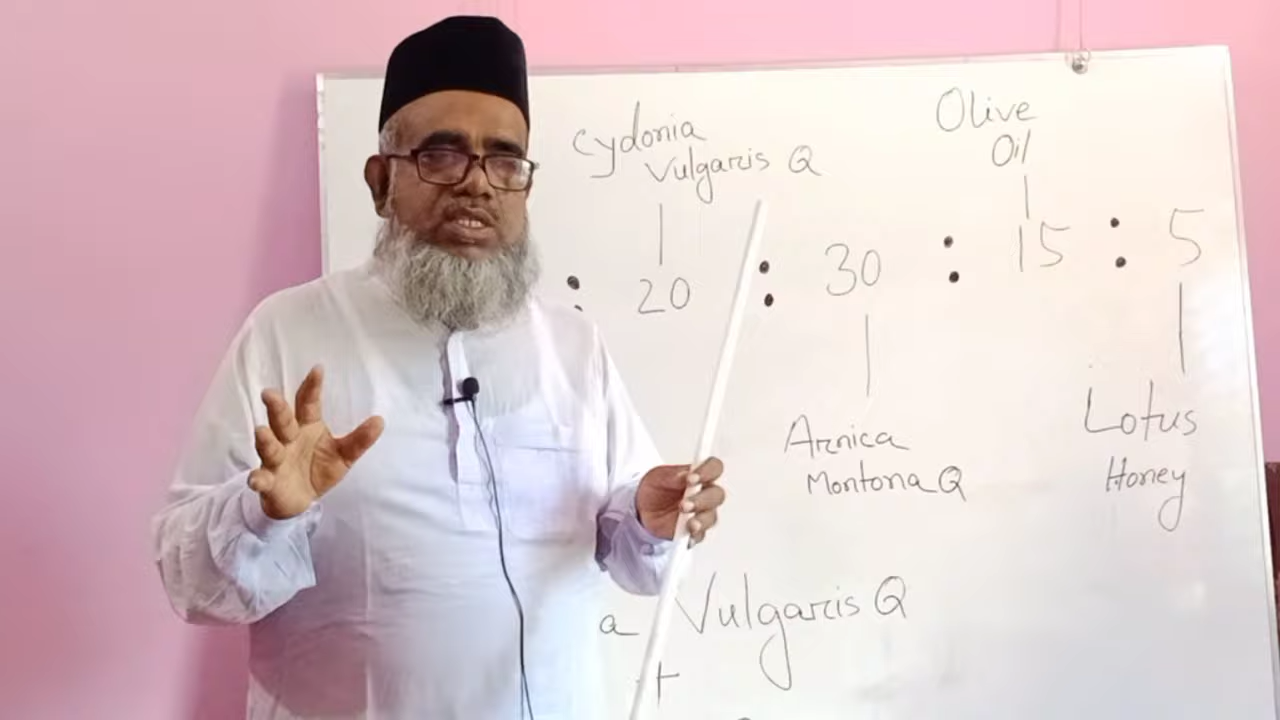 Cydonia
Vulgaris Q
Olive
Oil
: 20 : 30 : 15 : 5
Arnica
Montona Q
Lotus
Honey
a Vulgaris Q
+